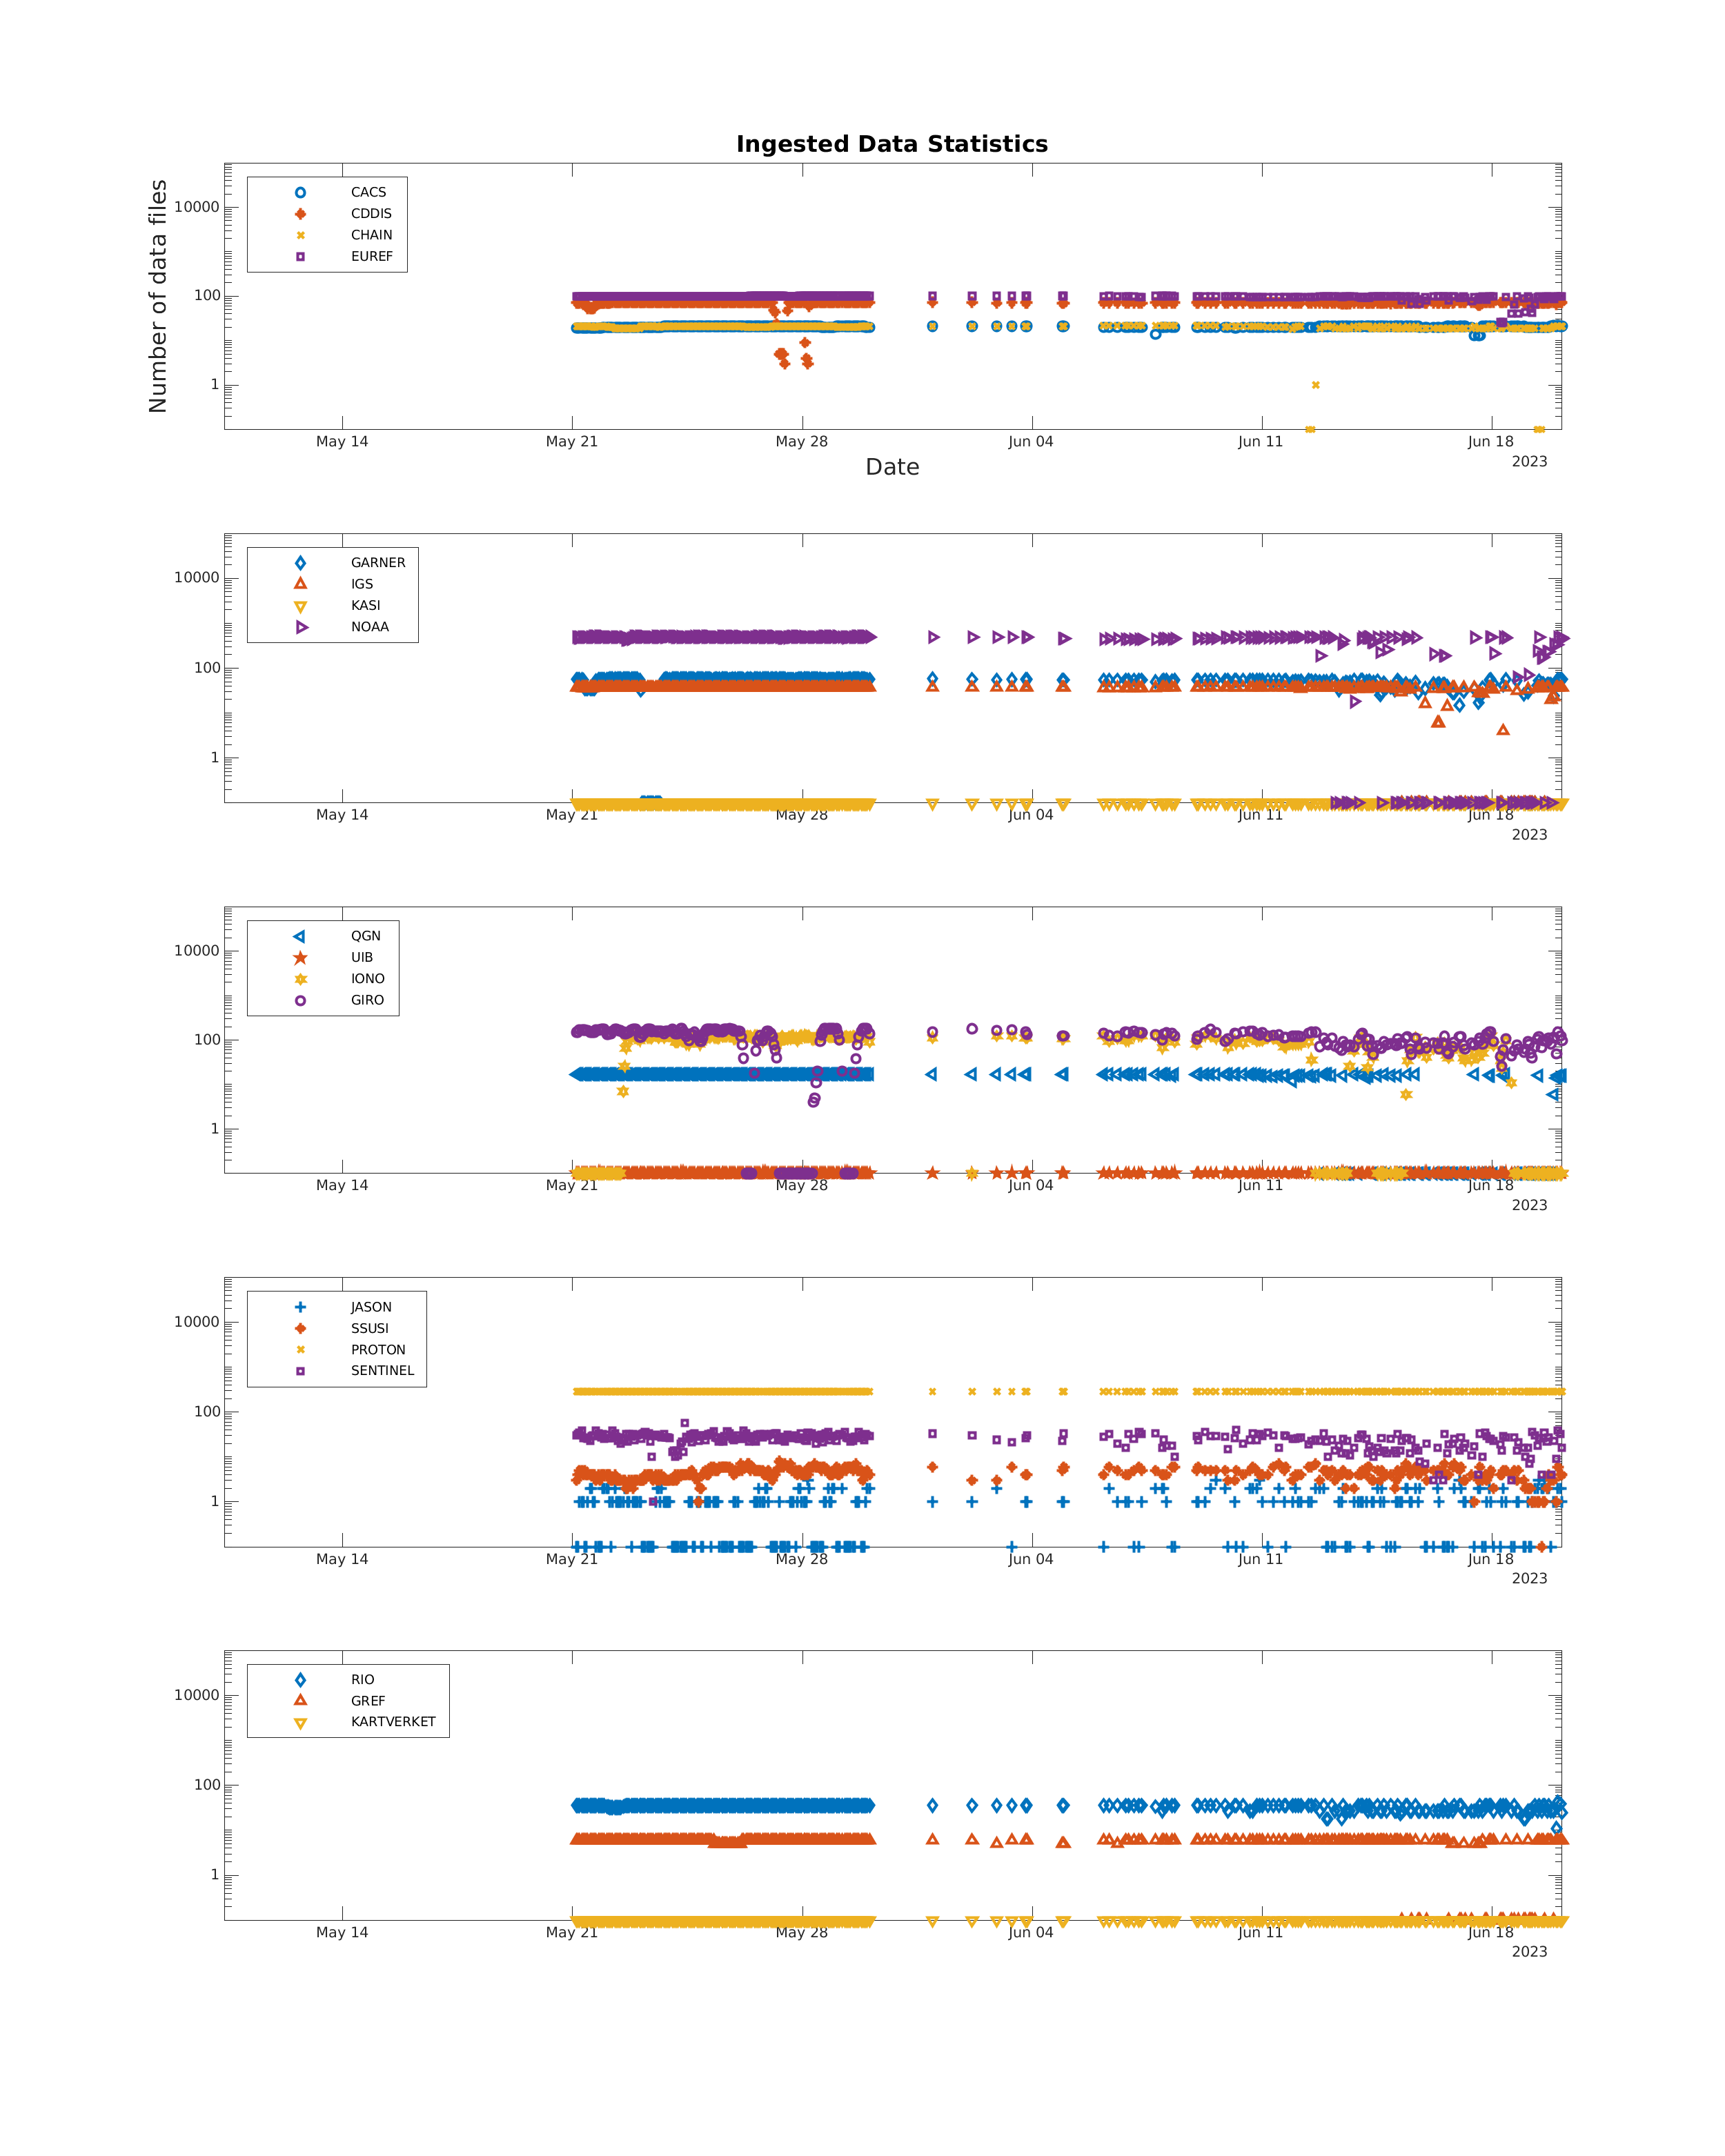 Ingested Data Statistics
Number of data files
10000
100
1
CACS
CDDIS
CHAIN
EUREF
May 14 May 21 May 28 Jun 04 Jun 11 Jun 18
2023
Date
10000
100
1
GARNER
IGS
KASI
NOAA
May 14 May 21 May 28 Jun 04 Jun 11 Jun 18
2023
10000
100
1
QGN
UIB
IONO
GIRO
May 14 May 21 May 28 Jun 04 Jun 11 Jun 18
2023
10000
100
1
JASON
SSUSI
PROTON
SENTINEL
May 14 May 21 May 28 Jun 04 Jun 11 Jun 18
2023
10000
100
1
RIO
GREF
KARTVERKET
May 14 May 21 May 28 Jun 04 Jun 11 Jun 18
2023